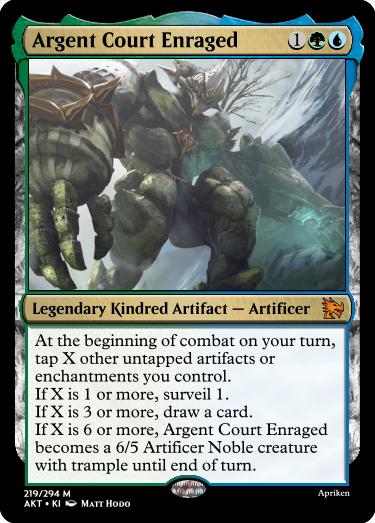 Argent Court Enraged 1
Legendary Kindred Artifact — Artificer
At the beginning of combat on your turn,
tap X other untapped artifacts or
enchantments you control.
If X is 1 or more, surveil 1.
If X is 3 or more, draw a card.
If X is 6 or more, Argent Court Enraged
becomes a 6/5 Artificer Noble creature
with trample until end of turn.
219/294 M Apriken
AKT • KI Matt Hodo